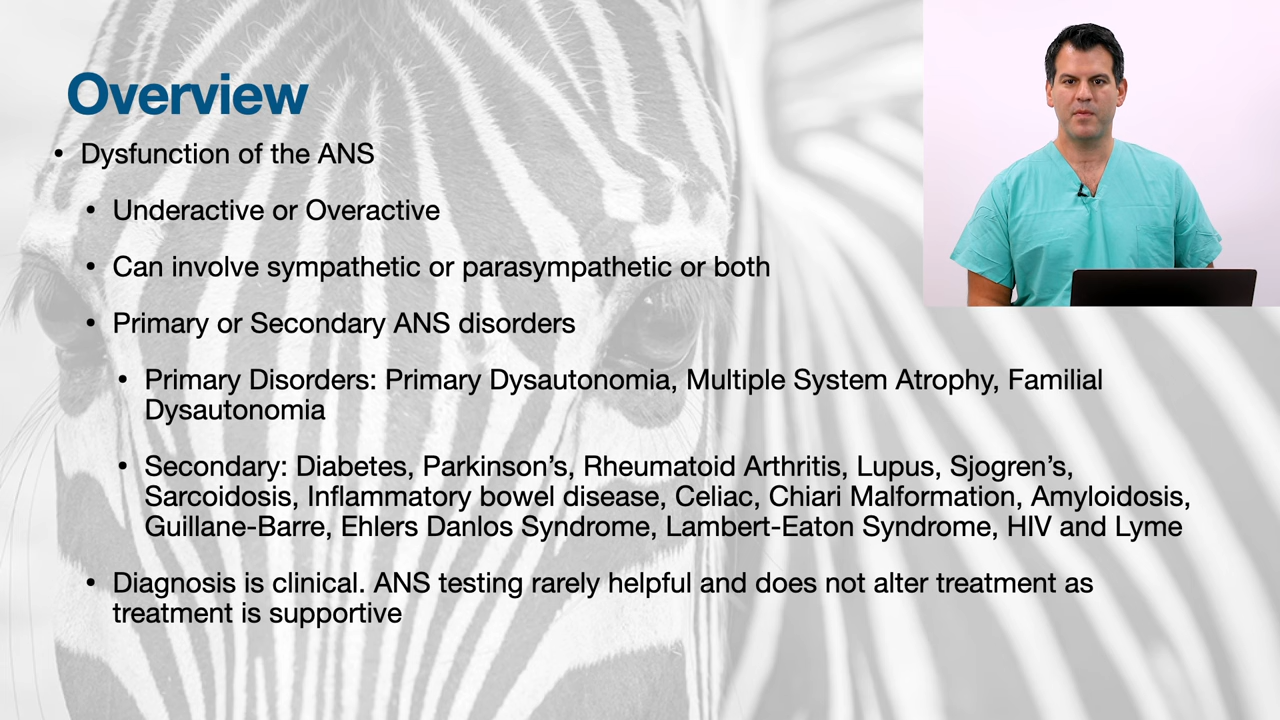 Overview
• Dysfunction of the ANS
• Underactive or Overactive
• Can involve sympathetic or parasympathetic or both
• Primary or Secondary ANS disorders
• Primary Disorders: Primary Dysautonomia, Multiple System Atrophy, Familial
Dysautonomia
• Secondary: Diabetes, Parkinson’s, Rheumatoid Arthritis, Lupus, Sjogren’s,
Sarcoidosis, Inflammatory bowel disease, Celiac, Chiari Malformation, Amyloidosis,
Guillane-Barre, Ehlers Danlos Syndrome, Lambert-Eaton Syndrome, HIV and Lyme
• Diagnosis is clinical. ANS testing rarely helpful and does not alter treatment as
treatment is supportive